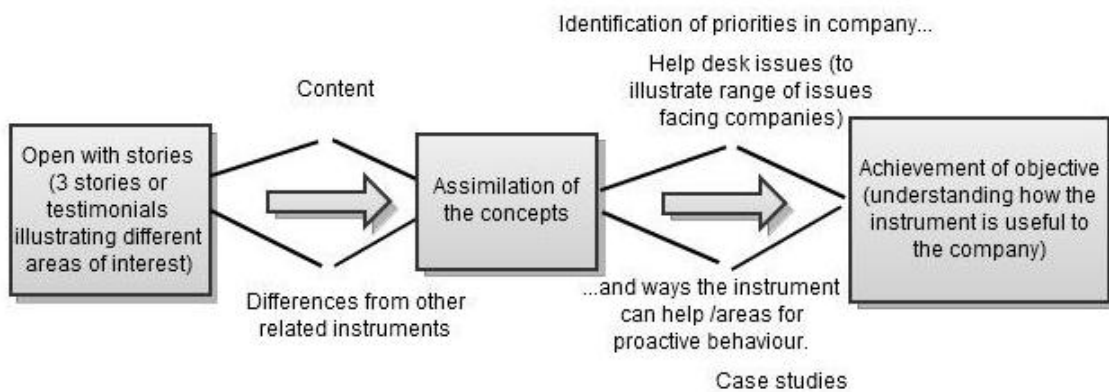 Open with stories
(3 stories or
testimonials
illustrating different
areas of interest)
Content
Differences from other
related instruments
Assimilation of
the concepts
Identification of priorities in company...
Help desk issues (to
illustrate range of issues
facing companies)
...and ways the instrument
can help /areas for
proactive behaviour.
Case studies
Achievement of objective
(understanding how the
instrument is useful to
the company)